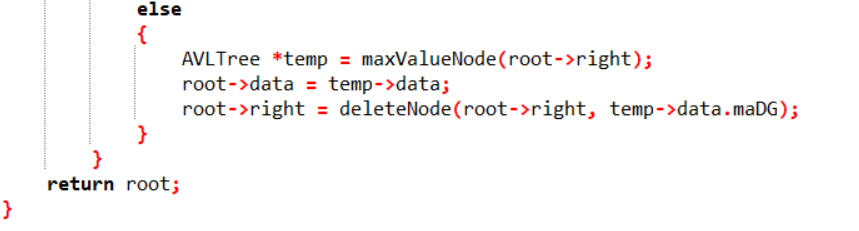 else
{
AVLTree *temp = maxValueNode(root->right);
root->data = temp->data;
root->right = deleteNode(root->right, temp->data.maDG);
}
}
return root;
}